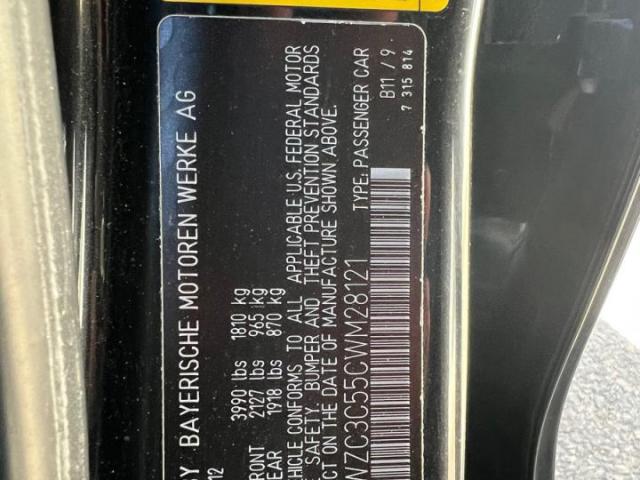 BY BAYERISCHE MOTOREN WERKE AG
12
3990 lbs 1810 kg
FRONT 2127 lbs 965 kg
REAR 1918 lbs 870 kg
VEHICLE CONFORMS TO ALL APPLICABLE U.S. FEDERAL MOTOR
SAFETY, BUMPER AND THEFT PREVENTION STANDARDS
ON THE DATE OF MANUFACTURE SHOWN ABOVE.
WZC3C55CWM28121 TYPE: PASSENGER CAR
B11 / 9
7 315 814